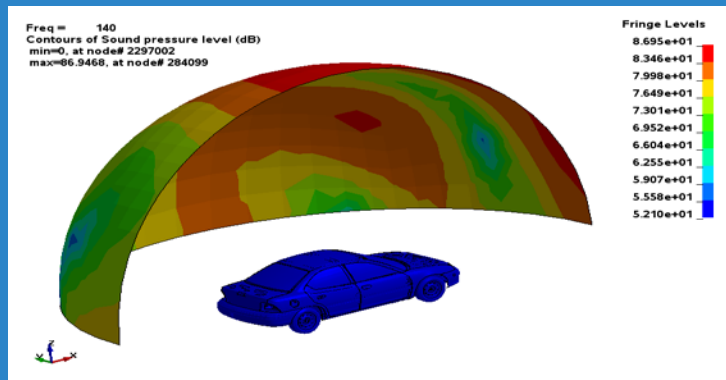 Freq = 140
Contours of Sound pressure level (dB)
min=0, at node# 2297002
max=86.9468, at node# 284099
Fringe Levels
8.695e+01
8.346e+01
7.998e+01
7.649e+01
7.301e+01
6.952e+01
6.604e+01
6.255e+01
5.907e+01
5.558e+01
5.210e+01
Z
Y
X